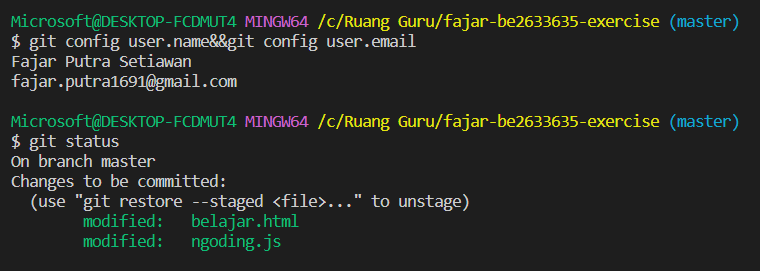 Microsoft@DESKTOP-FCDMUT4 MINGW64 /c/Ruang Guru/fajar-be2633635-exercise (master)
$ git config user.name&&git config user.email
Fajar Putra Setiawan
fajar.putra1691@gmail.com
Microsoft@DESKTOP-FCDMUT4 MINGW64 /c/Ruang Guru/fajar-be2633635-exercise (master)
$ git status
On branch master
Changes to be committed:
  (use "git restore --staged <file>..." to unstage)
        modified:   belajar.html
        modified:   ngoding.js